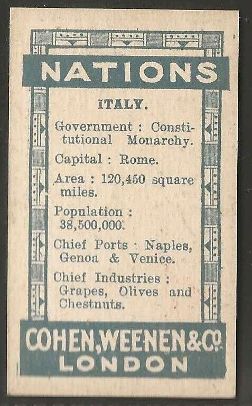 NATIONS
ITALY.
Government : Consti-
tutional Monarchy.
Capital : Rome.
Area : 120,450 square
miles.
Population :
38,500,000.
Chief Ports : Naples,
Genoa & Venice.
Chief Industries :
Grapes, Olives and
Chestnuts.
COHEN, WEENEN & Co.
LONDON